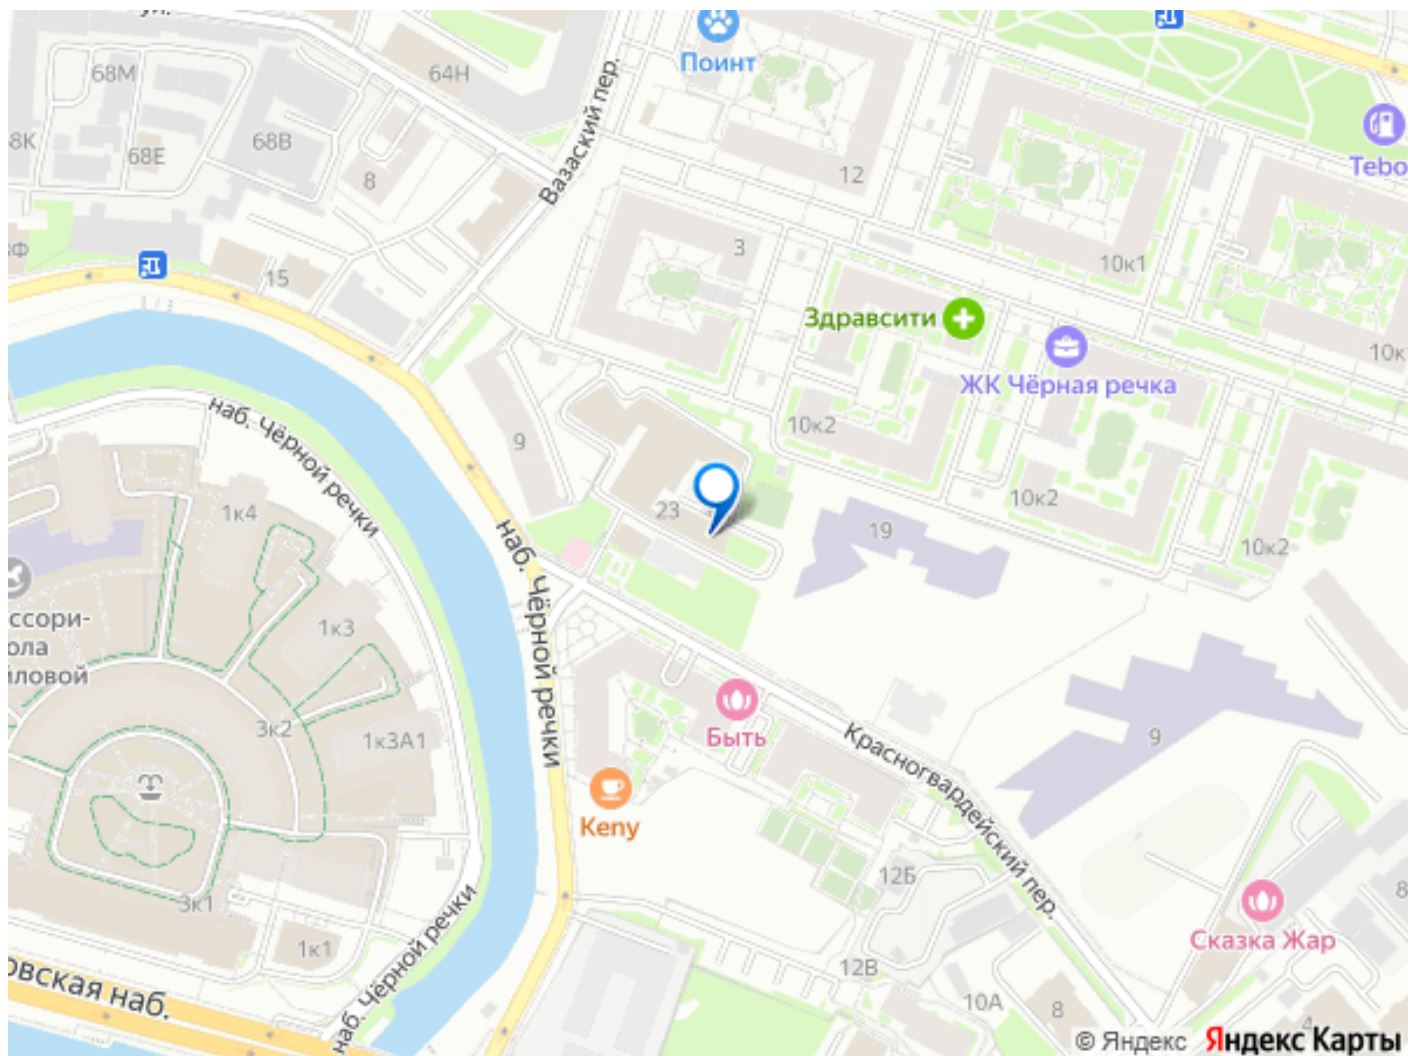 68М
64Н
Поинт
Вазаский пер.
8К
68Е
68В
8
12
Tebo
15
3
10к1
Здравсити
ЖК Чёрная речка
10к
9
10к2
наб. Чёрной речки
1к4
23
19
10к2
10к2
наб. Чёрной речки
ссори-
ола
йловой
1к3
3к2
1к3А1
Быть
Красногвардейский пер.
9
Keny
12Б
3к1
1к1
наб. Чёрной речки
Сказка Жар
8
12В
10А
8
4
овская наб.
© Яндекс Яндекс Карты